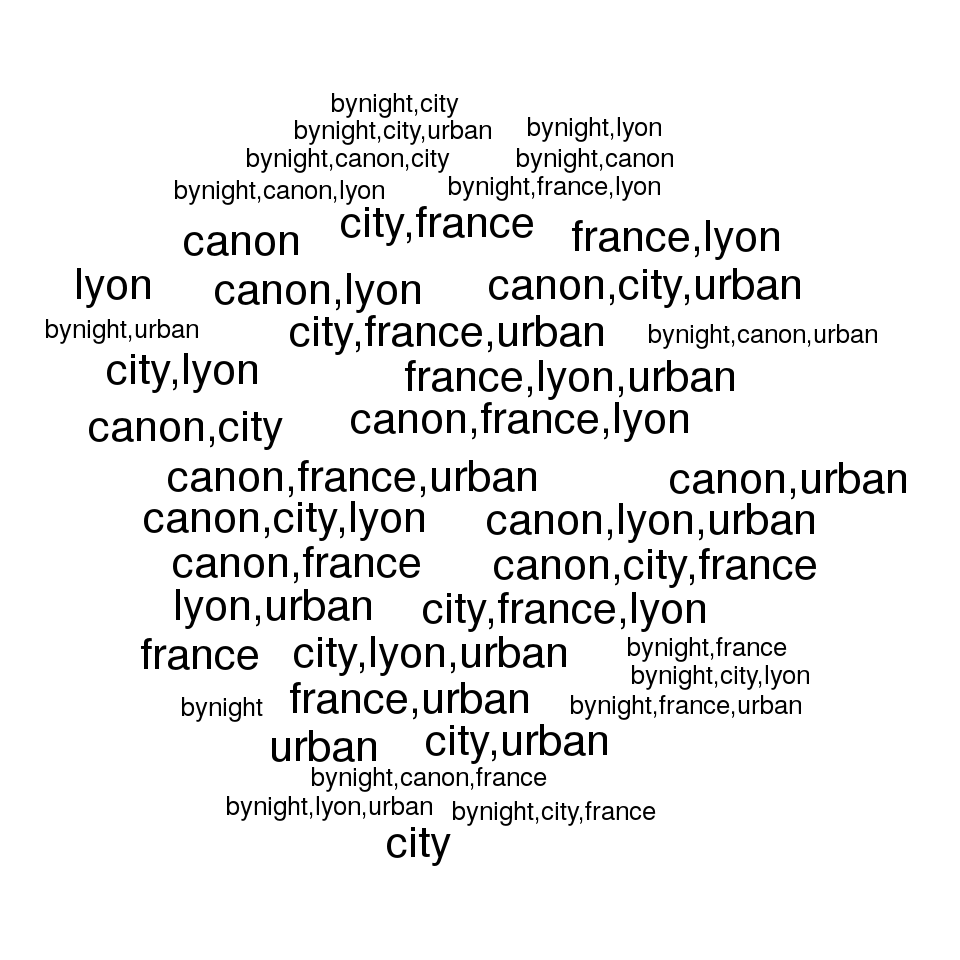 bynight,city
bynight,city,urban bynight,lyon
bynight,canon,city bynight,canon
bynight,canon,lyon bynight,france,lyon
canon city,france france,lyon
lyon canon,lyon canon,city,urban
bynight,urban city,france,urban bynight,canon,urban
city,lyon france,lyon,urban
canon,city canon,france,lyon
canon,france,urban canon,urban
canon,city,lyon canon,lyon,urban
canon,france canon,city,france
lyon,urban city,france,lyon
france city,lyon,urban bynight,france
bynight,city,lyon
bynight france,urban bynight,france,urban
urban city,urban
bynight,canon,france
bynight,lyon,urban bynight,city,france
city